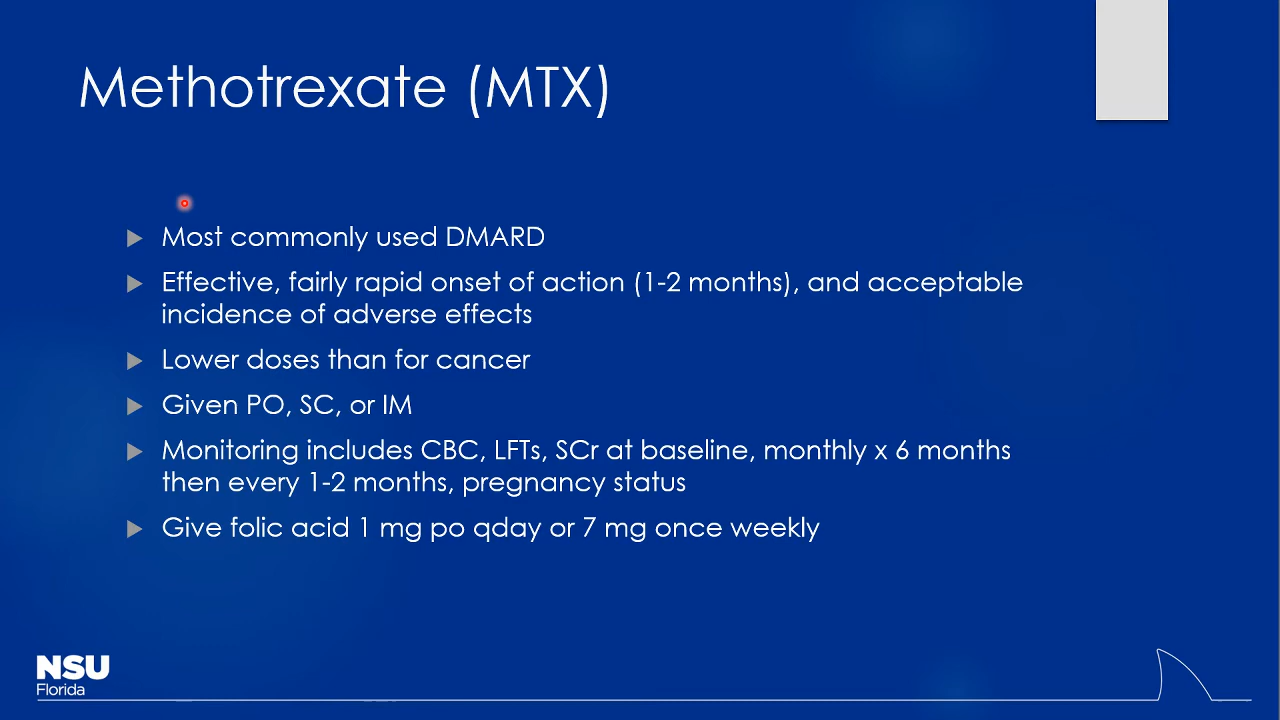 Methotrexate (MTX)
Most commonly used DMARD
Effective, fairly rapid onset of action (1-2 months), and acceptable
incidence of adverse effects
Lower doses than for cancer
Given PO, SC, or IM
Monitoring includes CBC, LFTs, SCr at baseline, monthly x 6 months
then every 1-2 months, pregnancy status
Give folic acid 1 mg po qday or 7 mg once weekly
NSU
Florida